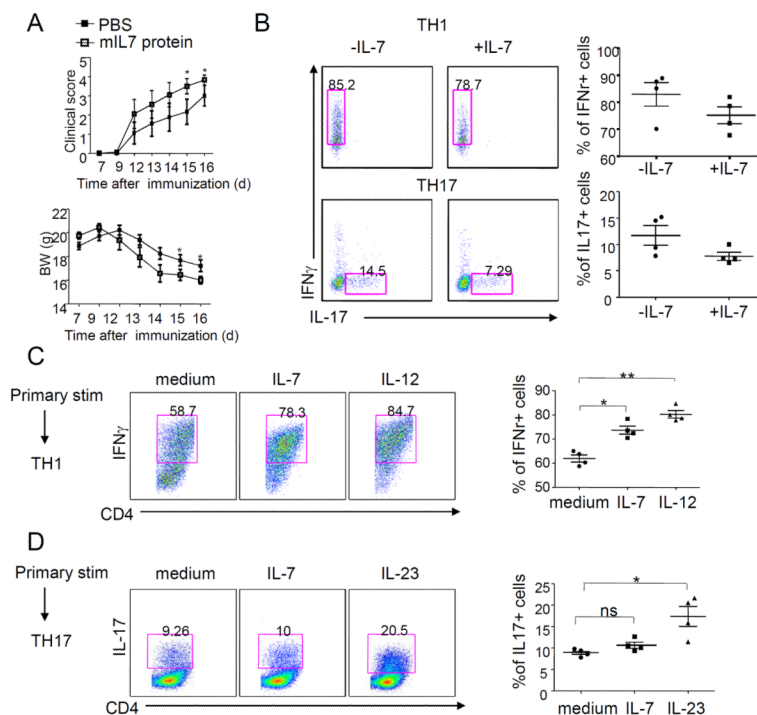 A
PBS
mIL7 protein
Clinical score
5
4
3
2
1
0
* *
7 9 12 13 14 15 16
Time after immunization (d)
BW (g)
22
20
18
16
14
* *
7 9 12 13 14 15 16
Time after immunization (d)
B
TH1
-IL-7 +IL-7
85.2 78.7
TH17
14.5 7.29
IFNγ
IL-17
% of IFNr+ cells
100
90
80
70
60
-IL-7 +IL-7
%of IL17+ cells
20
15
10
5
0
-IL-7 +IL-7
C
Primary stim
TH1
medium IL-7 IL-12
58.7 78.3 84.7
IFNγ
CD4
% of IFNr+ cells
100
90
80
70
60
50
**
*
medium IL-7 IL-12
D
Primary stim
TH17
medium IL-7 IL-23
9.26 10 20.5
IL-17
CD4
%of IL17+ cells
25
20
15
10
5
0
*
ns
medium IL-7 IL-23